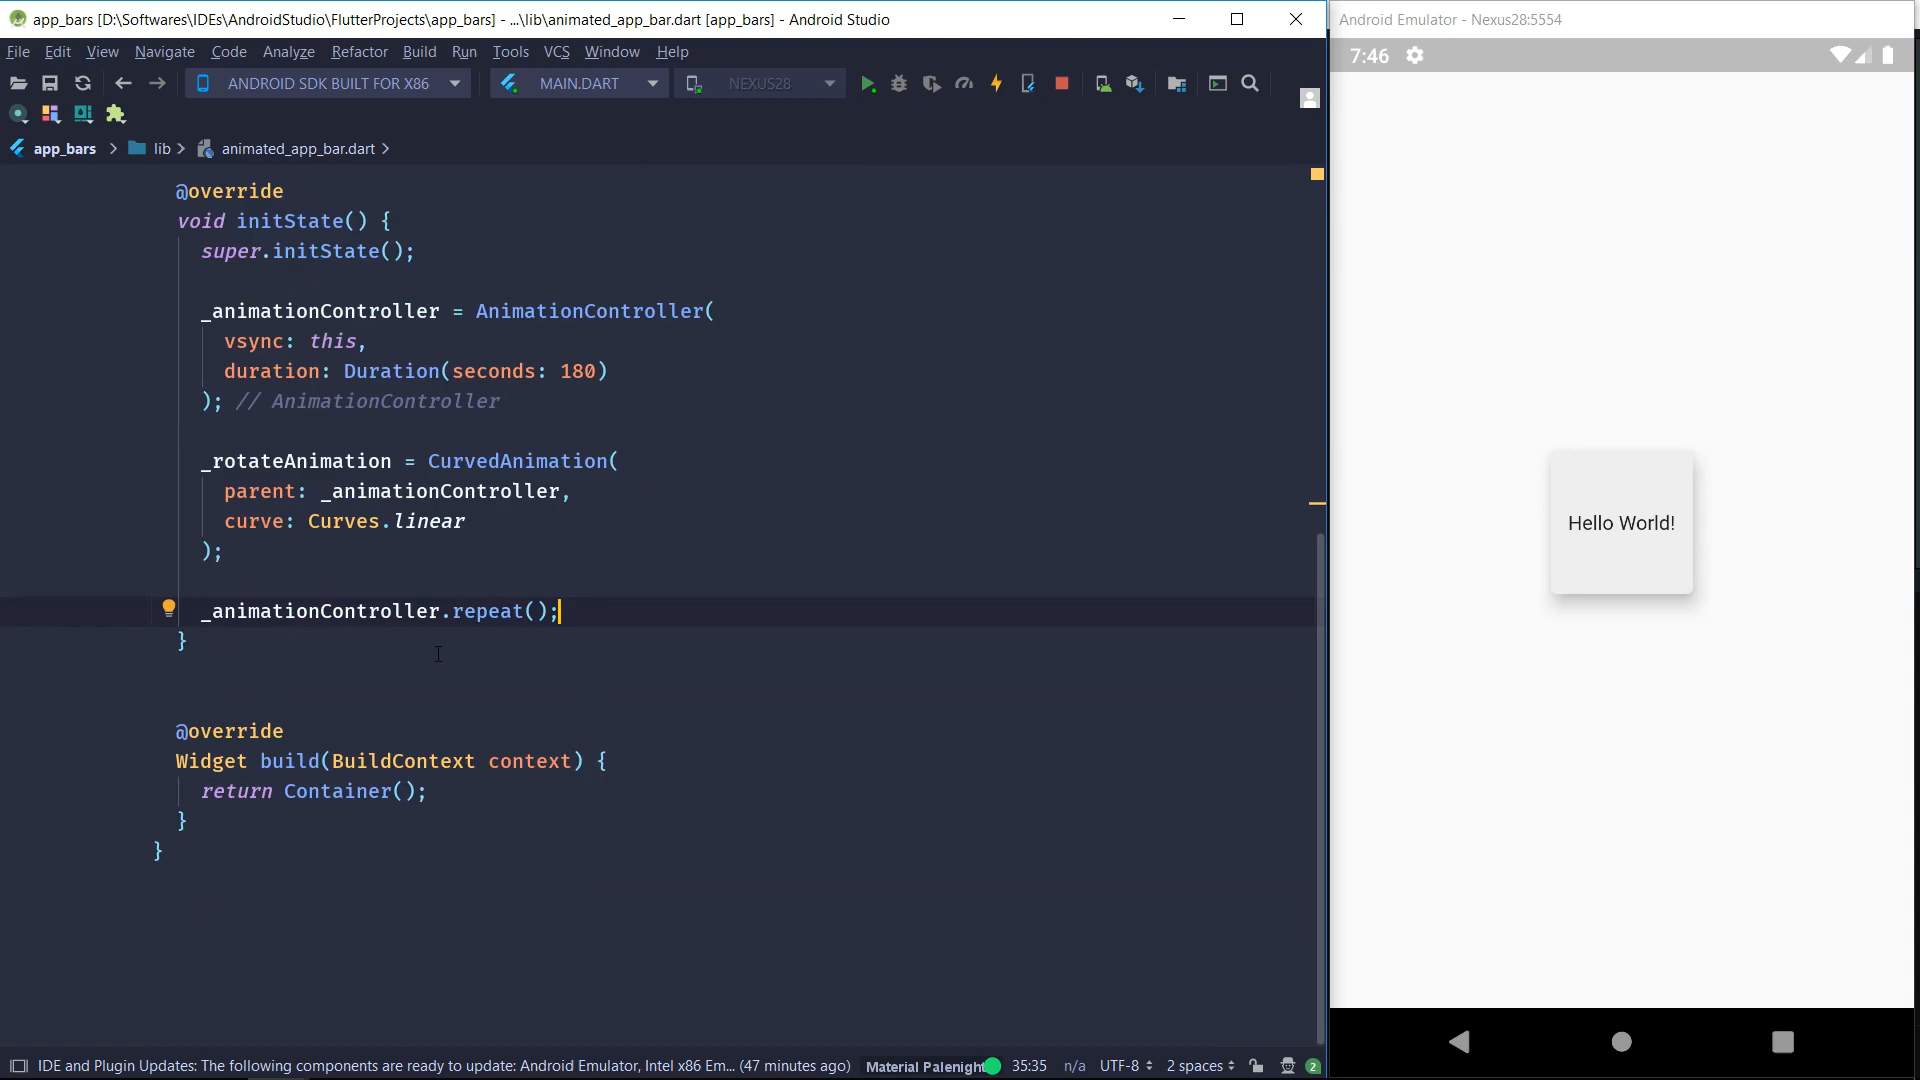 app_bars [D:\Softwares\IDEs\AndroidStudio\FlutterProjects\app_bars] - ...\lib\animated_app_bar.dart [app_bars] - Android Studio
Android Emulator - Nexus28:5554
File Edit View Navigate Code Analyze Refactor Build Run Tools VCS Window Help
7:46
ANDROID SDK BUILT FOR X86 MAIN.DART NEXUS28
app_bars lib animated_app_bar.dart
@override
void initState() {
super.initState();
_animationController = AnimationController(
vsync: this,
duration: Duration(seconds: 180)
); // AnimationController
_rotateAnimation = CurvedAnimation(
parent: _animationController,
curve: Curves.linear
);
_animationController.repeat();
}
@override
Widget build(BuildContext context) {
return Container();
}
}
Hello World!
IDE and Plugin Updates: The following components are ready to update: Android Emulator, Intel x86 Em... (47 minutes ago) Material Palenight 35:35 n/a UTF-8 2 spaces 2